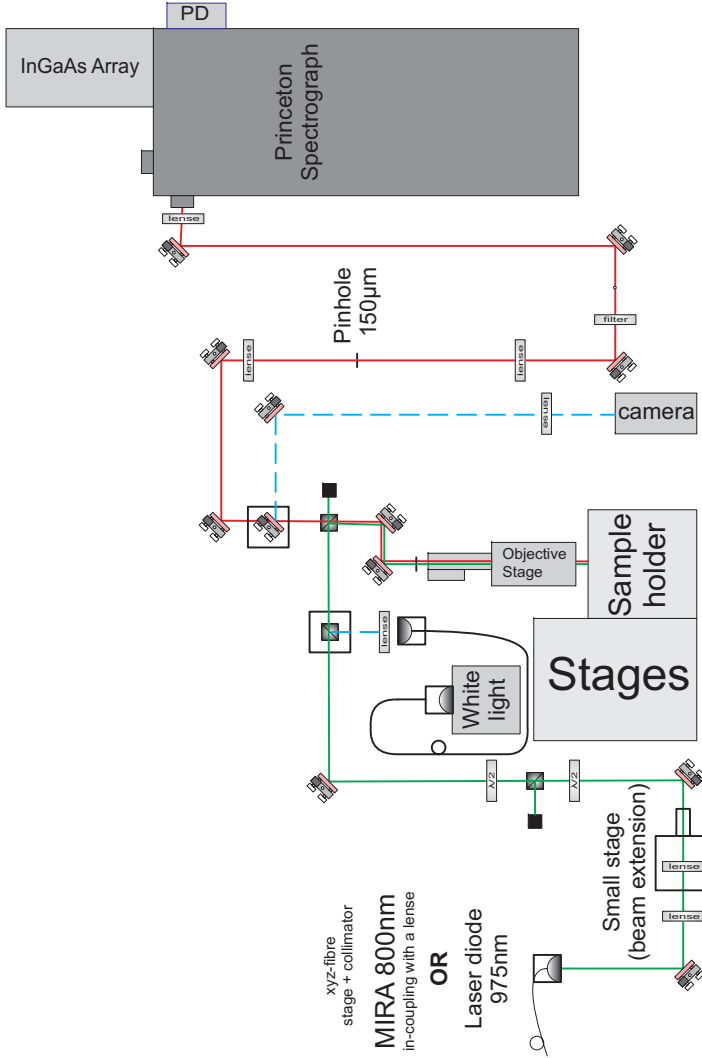 PD
InGaAs Array
Princeton
Spectrograph
lense
Pinhole
150μm
lense
lense
filter
lense
camera
Objective
Stage
Sample
holder
lense
White
light
Stages
λ/2
λ/2
Small stage
(beam extension)
lense
lense
xyz-fibre
stage + collimator
MIRA 800nm
in-coupling with a lense
OR
Laser diode
975nm